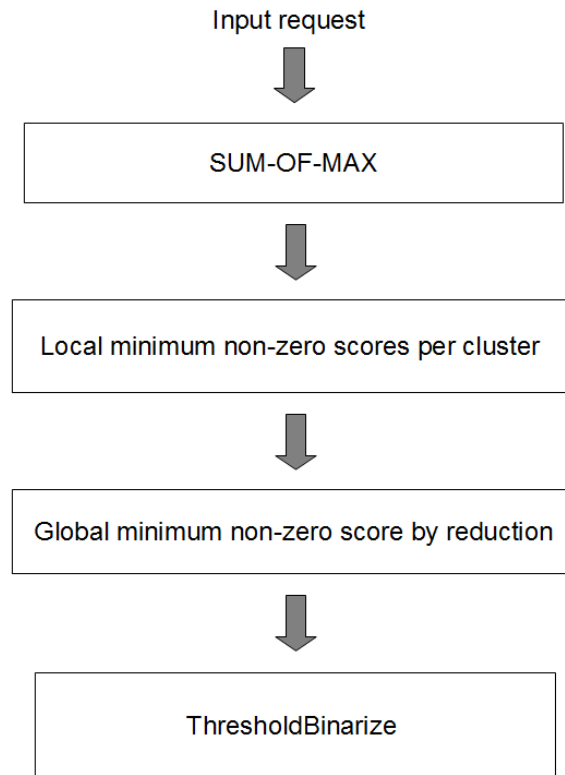 Input request
SUM-OF-MAX
Local minimum non-zero scores per cluster
Global minimum non-zero score by reduction
ThresholdBinarize